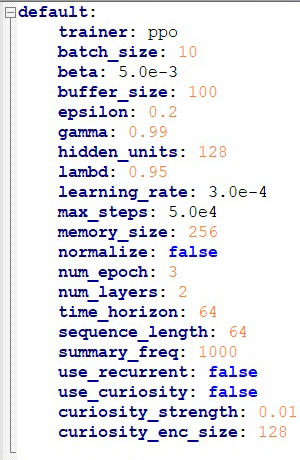 default:
trainer: ppo
batch_size: 10
beta: 5.0e-3
buffer_size: 100
epsilon: 0.2
gamma: 0.99
hidden_units: 128
lambd: 0.95
learning_rate: 3.0e-4
max_steps: 5.0e4
memory_size: 256
normalize: false
num_epoch: 3
num_layers: 2
time_horizon: 64
sequence_length: 64
summary_freq: 1000
use_recurrent: false
use_curiosity: false
curiosity_strength: 0.01
curiosity_enc_size: 128